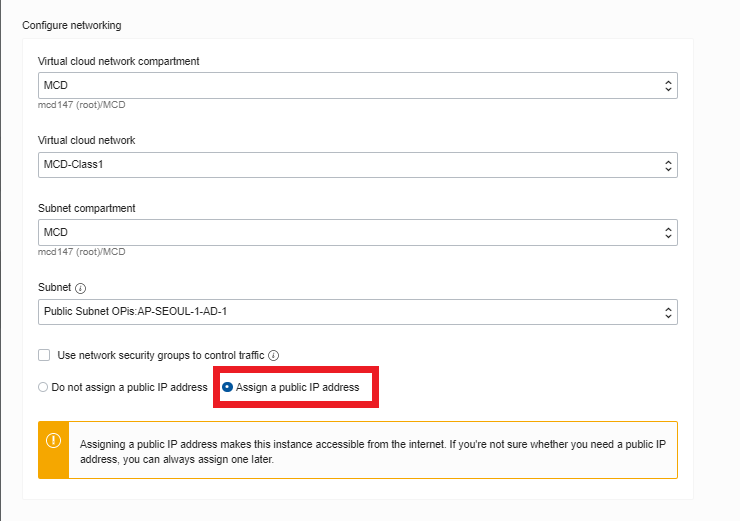 Configure networking
Virtual cloud network compartment
MCD
mcd147 (root)/MCD
Virtual cloud network
MCD-Class1
Subnet compartment
MCD
mcd147 (root)/MCD
Subnet
Public Subnet OPis:AP-SEOUL-1-AD-1
Use network security groups to control traffic
Do not assign a public IP address Assign a public IP address
Assigning a public IP address makes this instance accessible from the internet. If you're not sure whether you need a public IP
address, you can always assign one later.